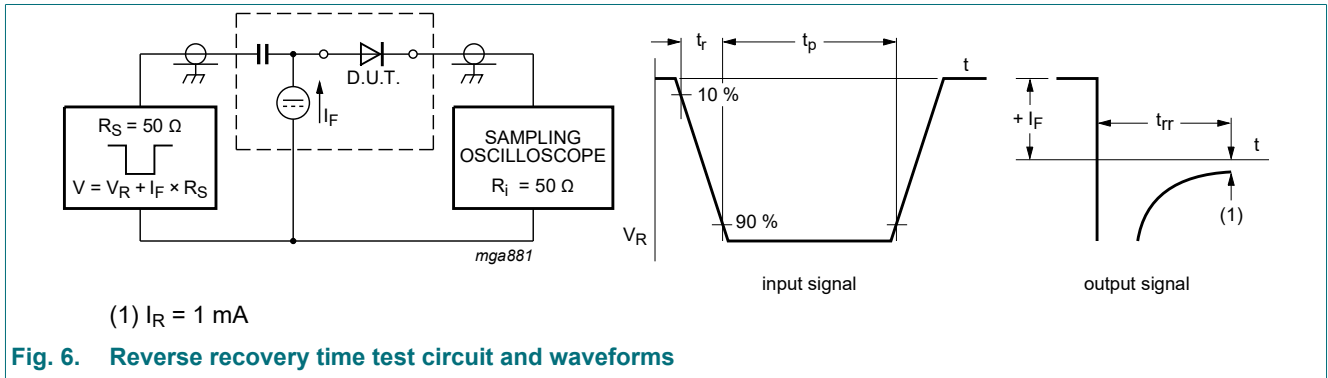 D.U.T.
I_F
R_S = 50 Ω
V = V_R + I_F × R_S
SAMPLING
OSCILLOSCOPE
R_i = 50 Ω
mga881
t_r
t_p
t
10 %
90 %
V_R
input signal
+ I_F
t_rr
t
(1)
output signal
(1) I_R = 1 mA
Fig. 6. Reverse recovery time test circuit and waveforms